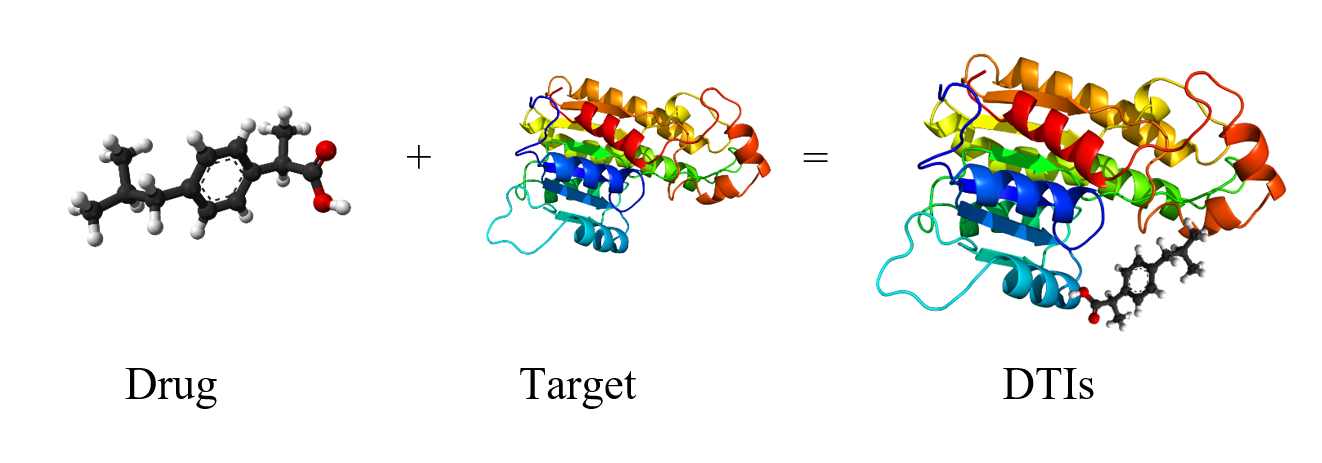 + =
Drug Target DTIs